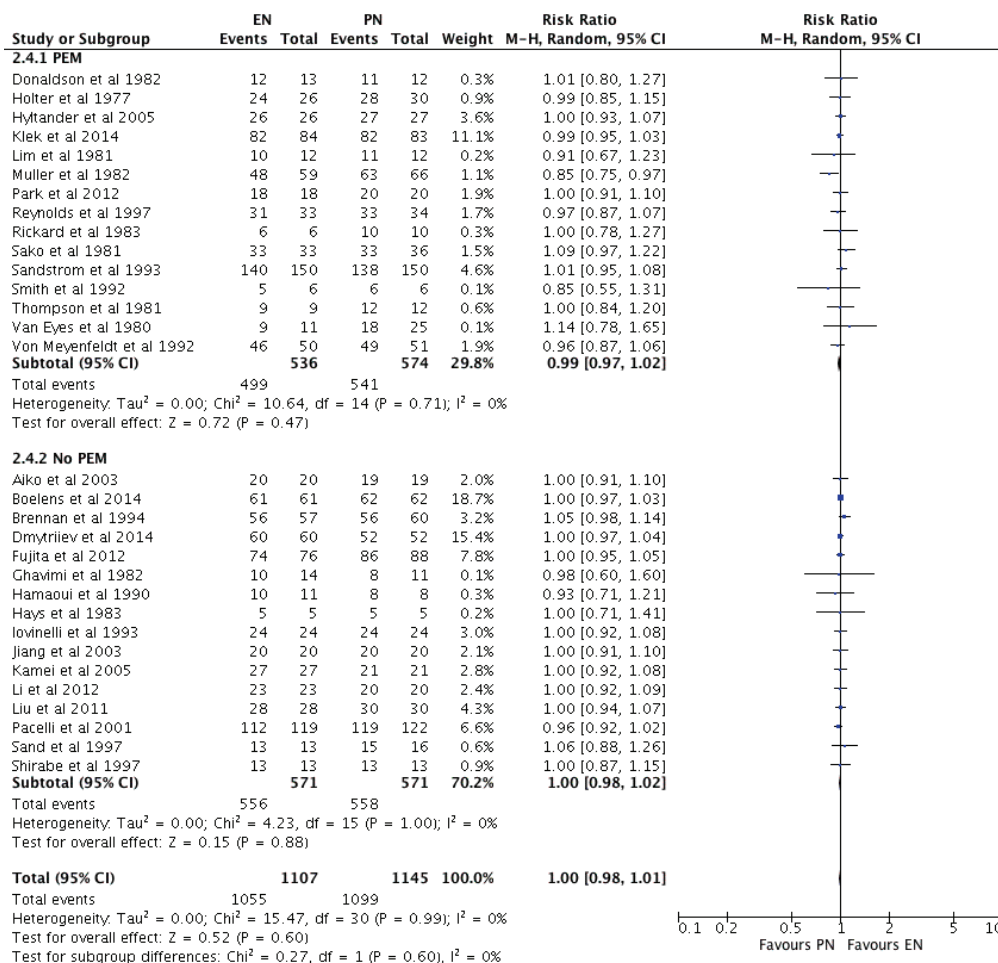 EN PN Risk Ratio Risk Ratio
Study or Subgroup Events Total Events Total Weight M-H, Random, 95% CI M-H, Random, 95% CI
2.4.1 PEM
Donaldson et al 1982 12 13 11 12 0.3% 1.01 [0.80, 1.27]
Holter et al 1977 24 26 28 30 0.9% 0.99 [0.85, 1.15]
Hyltander et al 2005 26 26 27 27 3.6% 1.00 [0.93, 1.07]
Klek et al 2014 82 84 82 83 11.1% 0.99 [0.95, 1.03]
Lim et al 1981 10 12 11 12 0.2% 0.91 [0.67, 1.23]
Muller et al 1982 48 59 63 66 1.1% 0.85 [0.75, 0.97]
Park et al 2012 18 18 20 20 1.9% 1.00 [0.91, 1.10]
Reynolds et al 1997 31 33 33 34 1.7% 0.97 [0.87, 1.07]
Rickard et al 1983 6 6 10 10 0.3% 1.00 [0.78, 1.27]
Sako et al 1981 33 33 33 36 1.5% 1.09 [0.97, 1.22]
Sandstrom et al 1993 140 150 138 150 4.6% 1.01 [0.95, 1.08]
Smith et al 1992 5 6 6 6 0.1% 0.85 [0.55, 1.31]
Thompson et al 1981 9 9 12 12 0.6% 1.00 [0.84, 1.20]
Van Eyes et al 1980 9 11 18 25 0.1% 1.14 [0.78, 1.65]
Von Meyenfeldt et al 1992 46 50 49 51 1.9% 0.96 [0.87, 1.06]
Subtotal (95% CI) 536 574 29.8% 0.99 [0.97, 1.02]
Total events 499 541
Heterogeneity: Tau² = 0.00; Chi² = 10.64, df = 14 (P = 0.71); I² = 0%
Test for overall effect: Z = 0.72 (P = 0.47)
2.4.2 No PEM
Aiko et al 2003 20 20 19 19 2.0% 1.00 [0.91, 1.10]
Boelens et al 2014 61 61 62 62 18.7% 1.00 [0.97, 1.03]
Brennan et al 1994 56 57 56 60 3.2% 1.05 [0.98, 1.14]
Dmytriiev et al 2014 60 60 52 52 15.4% 1.00 [0.97, 1.04]
Fujita et al 2012 74 76 86 88 7.8% 1.00 [0.95, 1.05]
Ghavimi et al 1982 10 14 8 11 0.1% 0.98 [0.60, 1.60]
Hamaoui et al 1990 10 11 8 8 0.3% 0.93 [0.71, 1.21]
Hays et al 1983 5 5 5 5 0.2% 1.00 [0.71, 1.41]
Iovinelli et al 1993 24 24 24 24 3.0% 1.00 [0.92, 1.08]
Jiang et al 2003 20 20 20 20 2.1% 1.00 [0.91, 1.10]
Kamei et al 2005 27 27 21 21 2.8% 1.00 [0.92, 1.08]
Li et al 2012 23 23 20 20 2.4% 1.00 [0.92, 1.09]
Liu et al 2011 28 28 30 30 4.3% 1.00 [0.94, 1.07]
Pacelli et al 2001 112 119 119 122 6.6% 0.96 [0.92, 1.02]
Sand et al 1997 13 13 15 16 0.6% 1.06 [0.88, 1.26]
Shirabe et al 1997 13 13 13 13 0.9% 1.00 [0.87, 1.15]
Subtotal (95% CI) 571 571 70.2% 1.00 [0.98, 1.02]
Total events 556 558
Heterogeneity: Tau² = 0.00; Chi² = 4.23, df = 15 (P = 1.00); I² = 0%
Test for overall effect: Z = 0.15 (P = 0.88)
Total (95% CI) 1107 1145 100.0% 1.00 [0.98, 1.01]
Total events 1055 1099
Heterogeneity: Tau² = 0.00; Chi² = 15.47, df = 30 (P = 0.99); I² = 0%
Test for overall effect: Z = 0.52 (P = 0.60)
Test for subgroup differences: Chi² = 0.27, df = 1 (P = 0.60), I² = 0%
0.1 0.2 0.5 1 2 5 10
Favours PN Favours EN